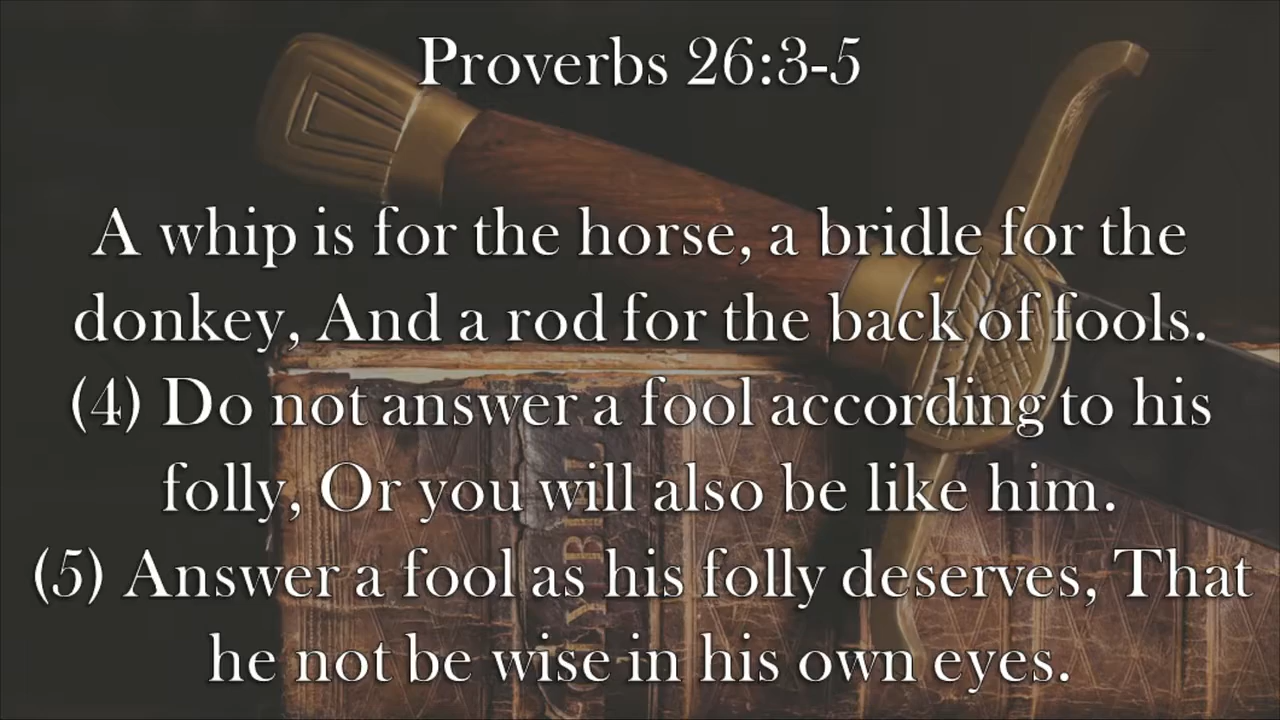 Proverbs 26:3-5
A whip is for the horse, a bridle for the
donkey, And a rod for the back of fools.
(4) Do not answer a fool according to his
folly, Or you will also be like him.
(5) Answer a fool as his folly deserves, That
he not be wise in his own eyes.